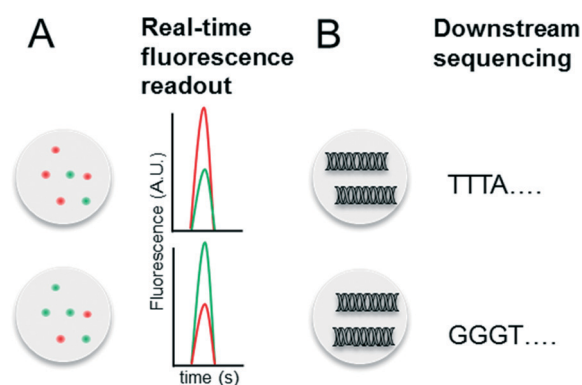 A
Real-time
fluorescence
readout
B
Downstream
sequencing
Fluorescence (A.U.)
time (s)
TTTA....
GGGT....